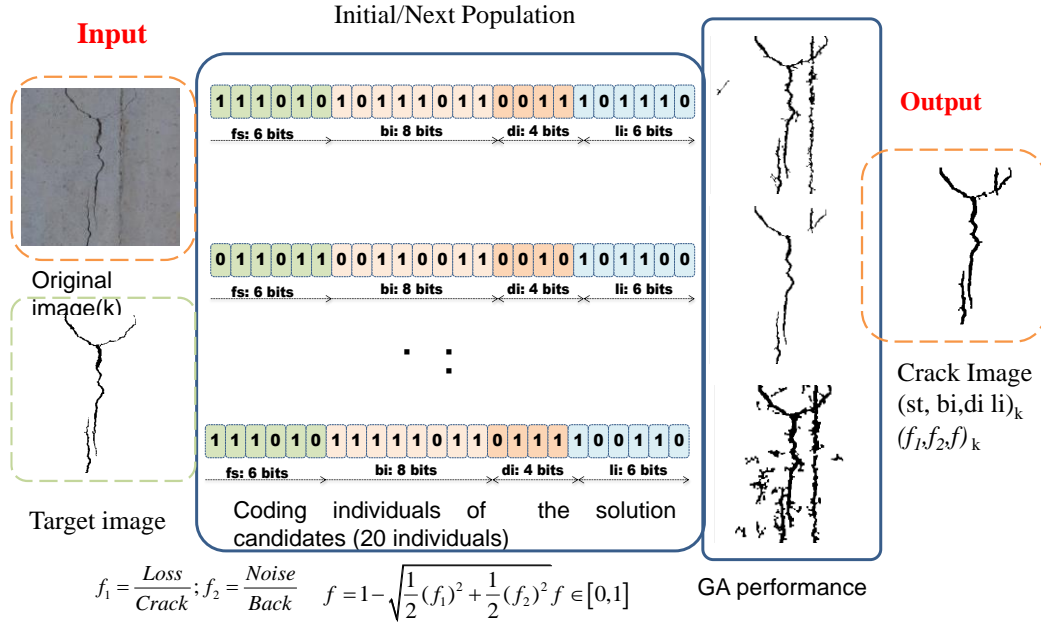 Initial/Next Population
Input
1 1 1 0 1 0 1 0 1 1 1 0 1 1 0 0 1 1 1 0 1 1 1 0
fs: 6 bits bi: 8 bits di: 4 bits li: 6 bits
Original
image(k)
0 1 1 0 1 1 0 0 1 1 0 0 1 1 0 0 1 0 1 0 1 1 0 0
fs: 6 bits bi: 8 bits di: 4 bits li: 6 bits
1 1 1 0 1 0 1 1 1 1 1 0 1 1 0 1 1 1 1 0 0 1 1 0
fs: 6 bits bi: 8 bits di: 4 bits li: 6 bits
Coding individuals of the solution
candidates (20 individuals)
Target image
GA performance
Output
Crack Image
(st, bi,di li)k
(f1,f2,f)k
f1 = Loss/Crack ; f2 = Noise/Back f = 1 − √(1/2 (f1)² + 1/2 (f2)²) f ∈ [0,1]